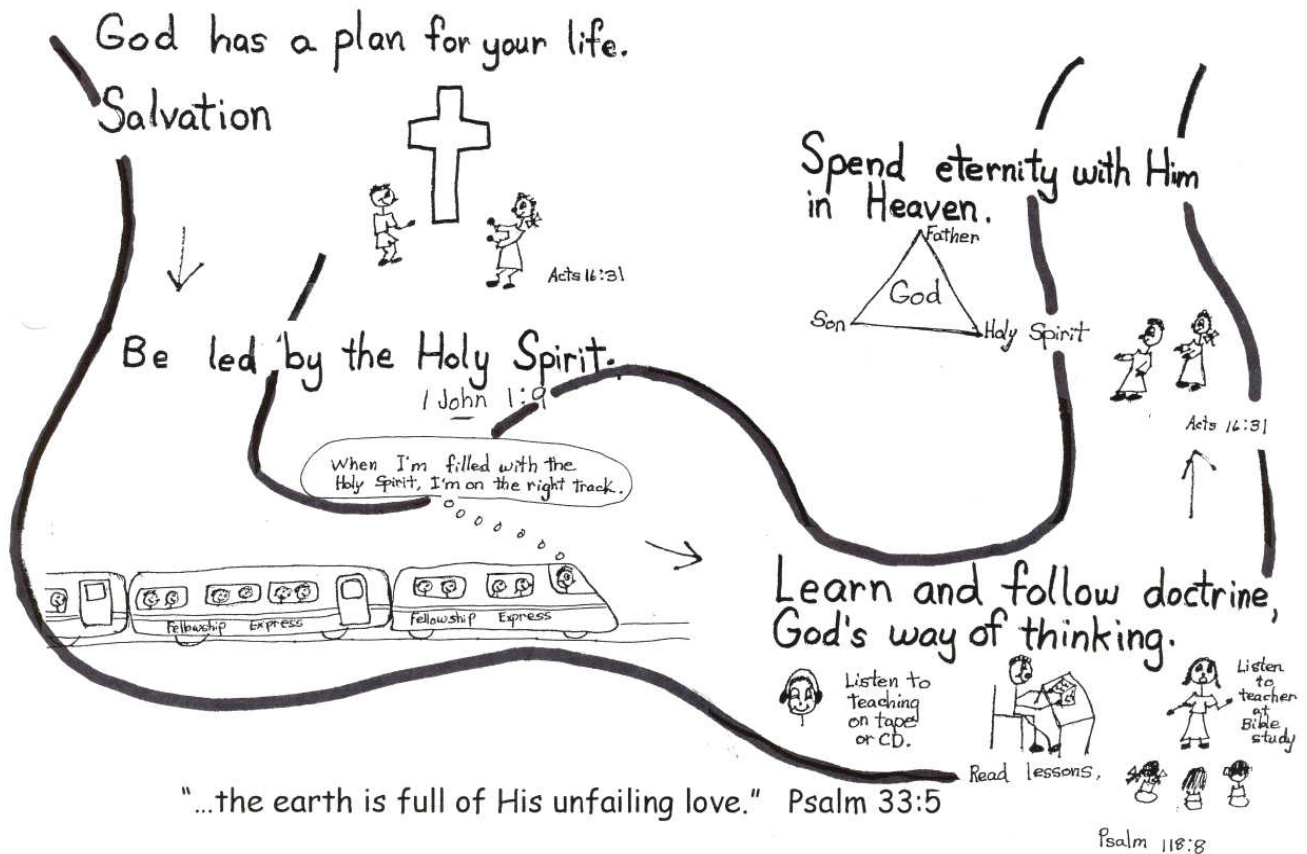 God has a plan for your life.
Salvation
Acts 16:31
Be led by the Holy Spirit.
1 John 1:9
When I'm filled with the
Holy Spirit, I'm on the right track.
Fellowship Express
Fellowship Express
Learn and follow doctrine,
God's way of thinking.
Listen to
teaching
on tape
or CD.
Read lessons.
Listen
to
teacher
at
Bible
study
Psalm 118:8
Spend eternity with Him
in Heaven.
Father
God
Son
Holy Spirit
Acts 16:31
"...the earth is full of His unfailing love." Psalm 33:5